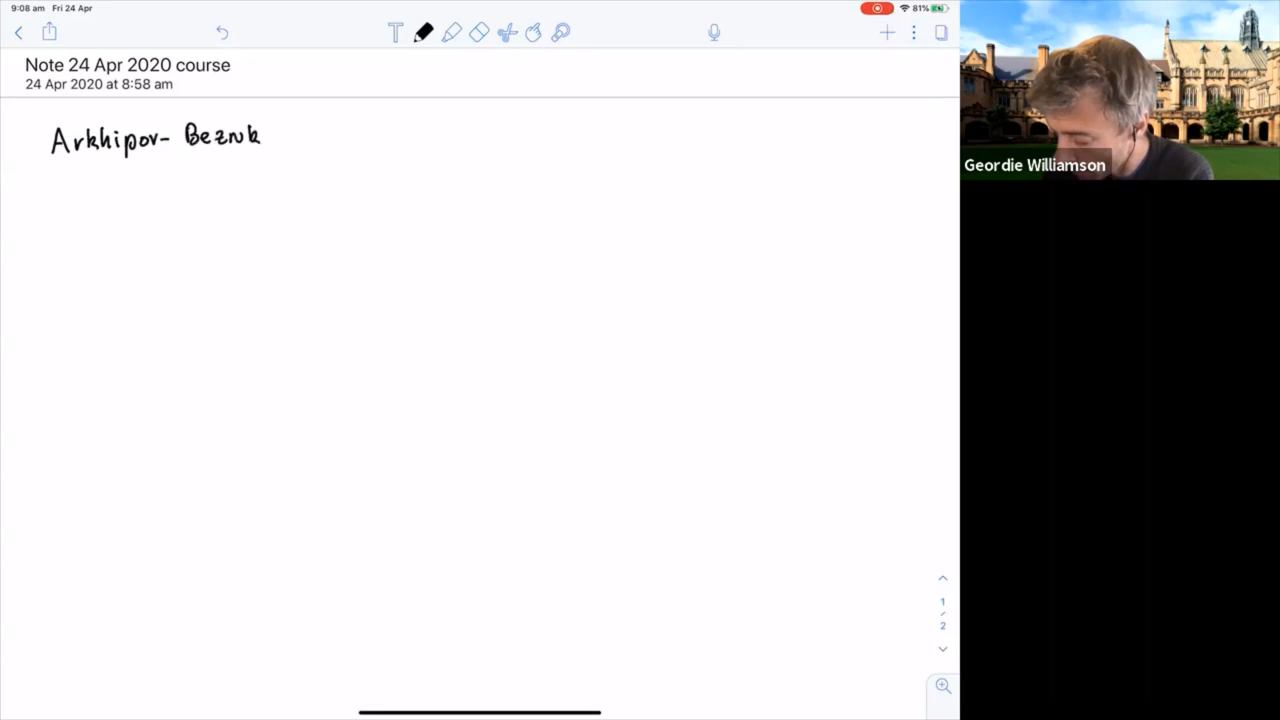 9:08 am Fri 24 Apr
81%
Note 24 Apr 2020 course
24 Apr 2020 at 8:58 am
Arkhipov- Bezruk
Geordie Williamson
1
/
2